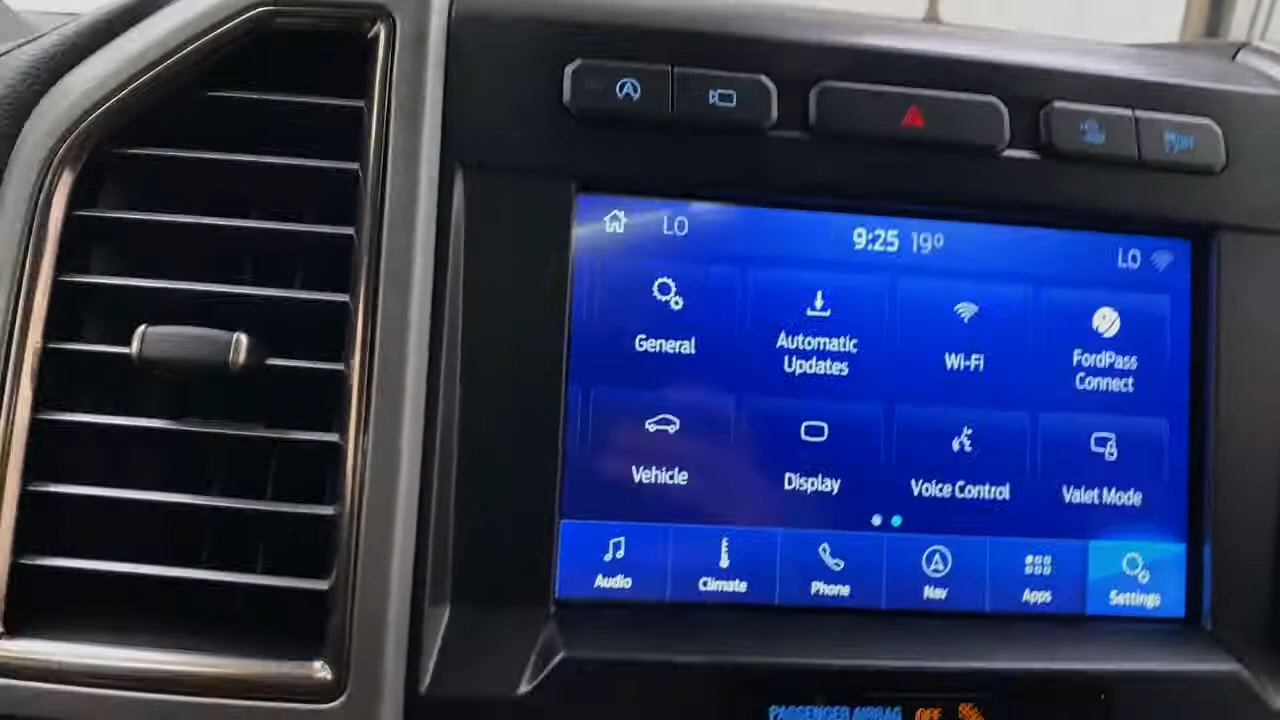 LO
9:25 19°
LO
General
Automatic
Updates
Wi-Fi
FordPass
Connect
Vehicle
Display
Voice Control
Valet Mode
Audio
Climate
Phone
Nav
Apps
Settings
PASSENGER AIRBAG OFF